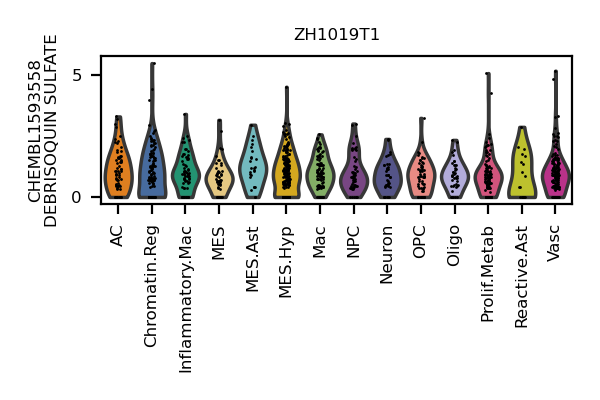 ZH1019T1
CHEMBL1593558
DEBRISOQUIN SULFATE
5
0
AC
Chromatin.Reg
Inflammatory.Mac
MES
MES.Ast
MES.Hyp
Mac
NPC
Neuron
OPC
Oligo
Prolif.Metab
Reactive.Ast
Vasc